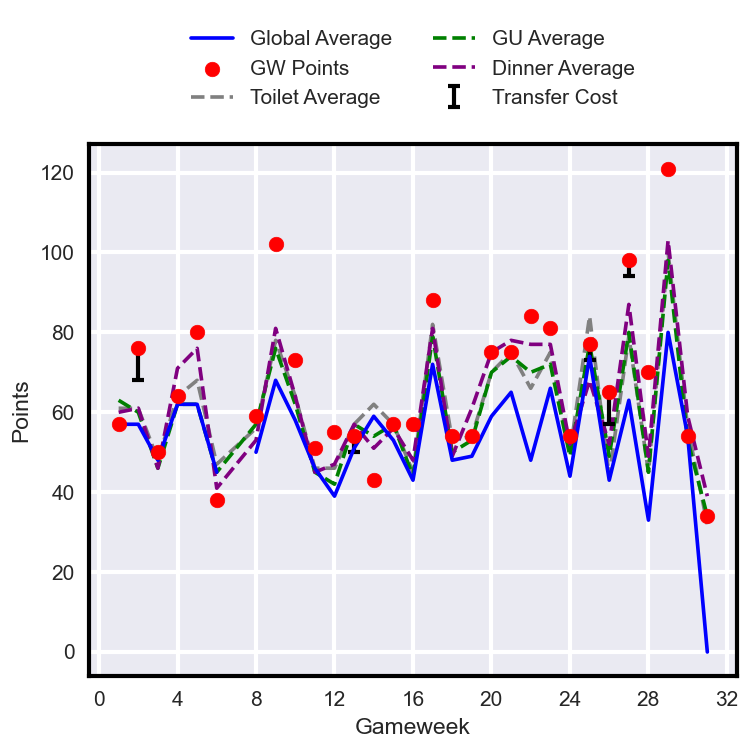 Global Average
GW Points
Toilet Average
GU Average
Dinner Average
Transfer Cost
Points
120
100
80
60
40
20
0
0 4 8 12 16 20 24 28 32
Gameweek